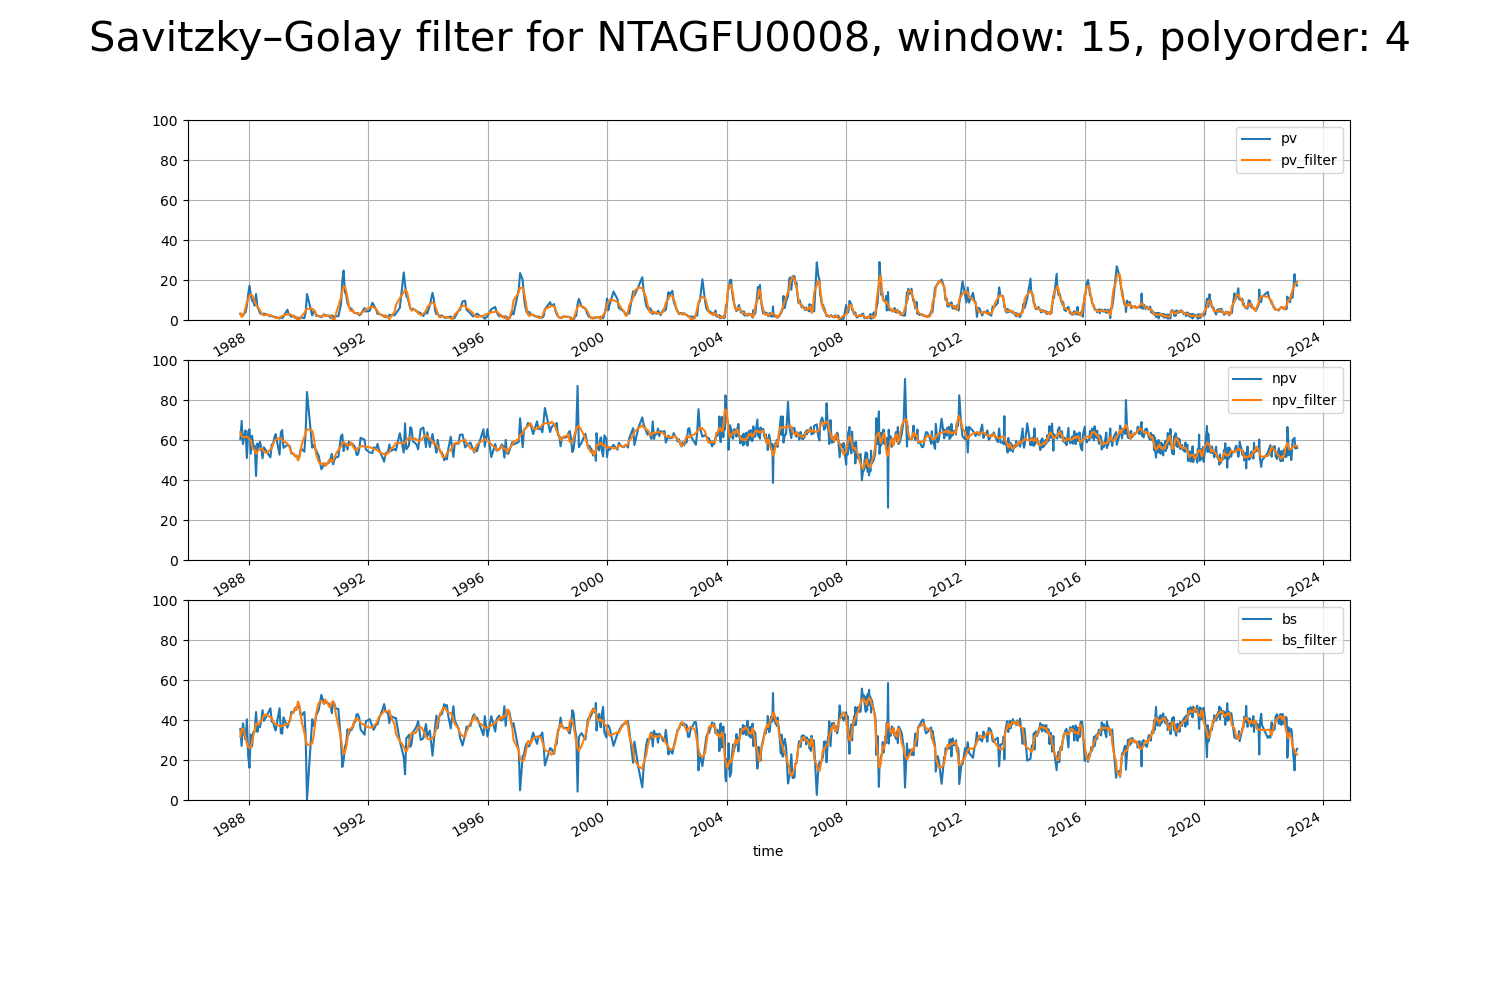 Savitzky–Golay filter for NTAGFU0008, window: 15, polyorder: 4
100
80
60
40
20
0
pv
pv_filter
1988 1992 1996 2000 2004 2008 2012 2016 2020 2024
100
80
60
40
20
0
npv
npv_filter
1988 1992 1996 2000 2004 2008 2012 2016 2020 2024
100
80
60
40
20
0
bs
bs_filter
1988 1992 1996 2000 2004 2008 2012 2016 2020 2024
time